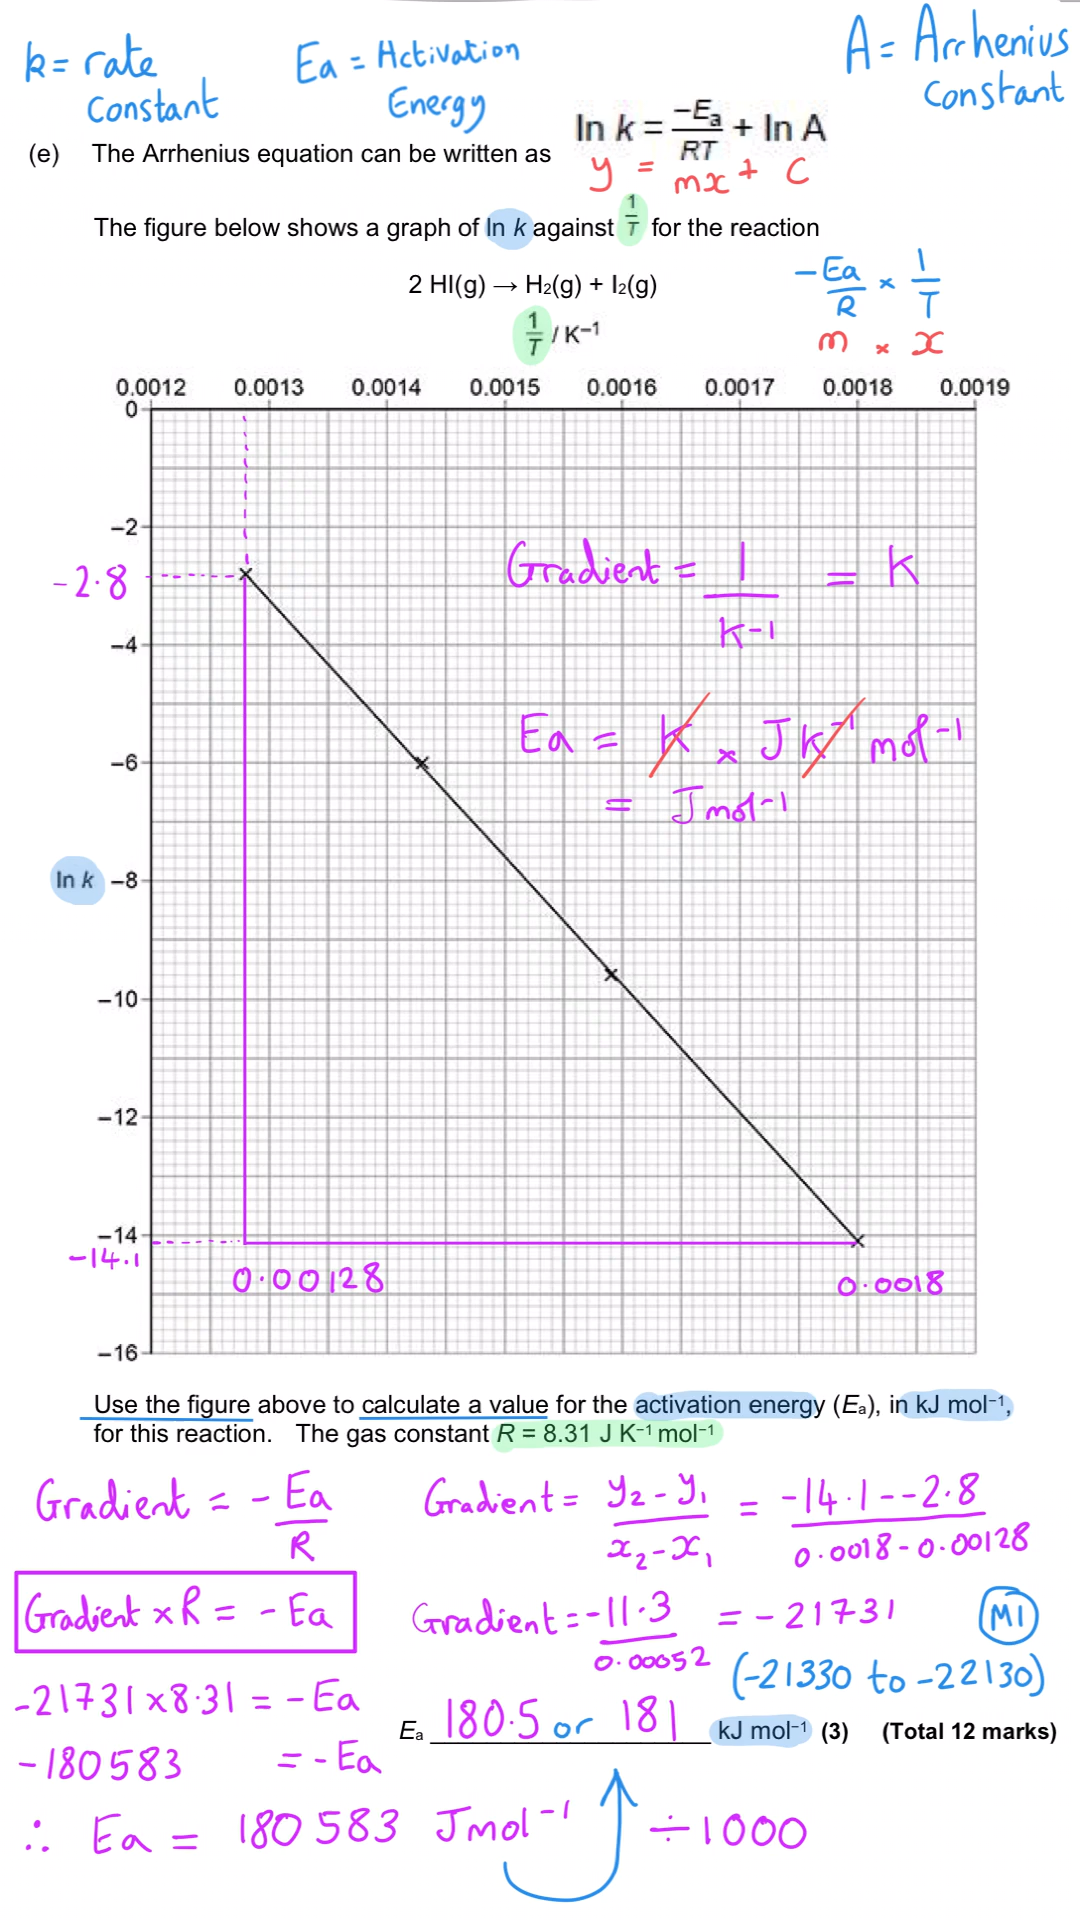 k = rate constant
Ea = Activation Energy
A = Arrhenius Constant
(e) The Arrhenius equation can be written as ln k = -Ea/RT + ln A
y = mx + c
The figure below shows a graph of ln k against 1/T for the reaction
2 HI(g) → H₂(g) + I₂(g)
-Ea/R × 1/T
m × x
1/T / K⁻¹
0.0012 0.0013 0.0014 0.0015 0.0016 0.0017 0.0018 0.0019
0
-2
-2.8
Gradient = 1/K⁻¹ = K
-4
Ea = K × J K⁻¹ mol⁻¹
-6
= J mol⁻¹
ln k -8
-10
-12
-14
-14.1
0.00128 0.0018
-16
Use the figure above to calculate a value for the activation energy (Ea), in kJ mol⁻¹,
for this reaction. The gas constant R = 8.31 J K⁻¹ mol⁻¹
Gradient = - Ea/R
Gradient = y₂-y₁/x₂-x₁ = -14.1--2.8/0.0018-0.00128
Gradient × R = - Ea
Gradient = -11.3/0.00052 = -21731 M1
(-21330 to -22130)
-21731 × 8.31 = - Ea
Ea 180.5 or 181 kJ mol⁻¹ (3) (Total 12 marks)
-180583 = - Ea
∴ Ea = 180583 Jmol⁻¹ ÷1000